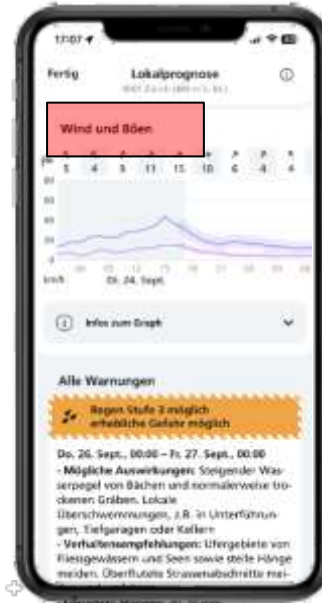 17:07
Fertig Lokalprognose
Wind und Böen
5 4 9 11 15 10 6 4 4
km/h Di. 24. Sept.
Infos zum Graph
Alle Warnungen
Regen Stufe 3 möglich
erhebliche Gefahr möglich
Do. 26. Sept., 00:00 – Fr. 27. Sept., 00:00
- Mögliche Auswirkungen: Steigender Was-
serpegel von Bächen und normalerweise tro-
ckenen Gräben. Lokale
Überschwemmungen, z.B. in Unterführun-
gen, Tiefgaragen oder Kellern
- Verhaltensempfehlungen: Ufergebiete von
Fliessgewässern und Seen sowie steile Hänge
meiden. Überflutete Strassenabschnitte mei-